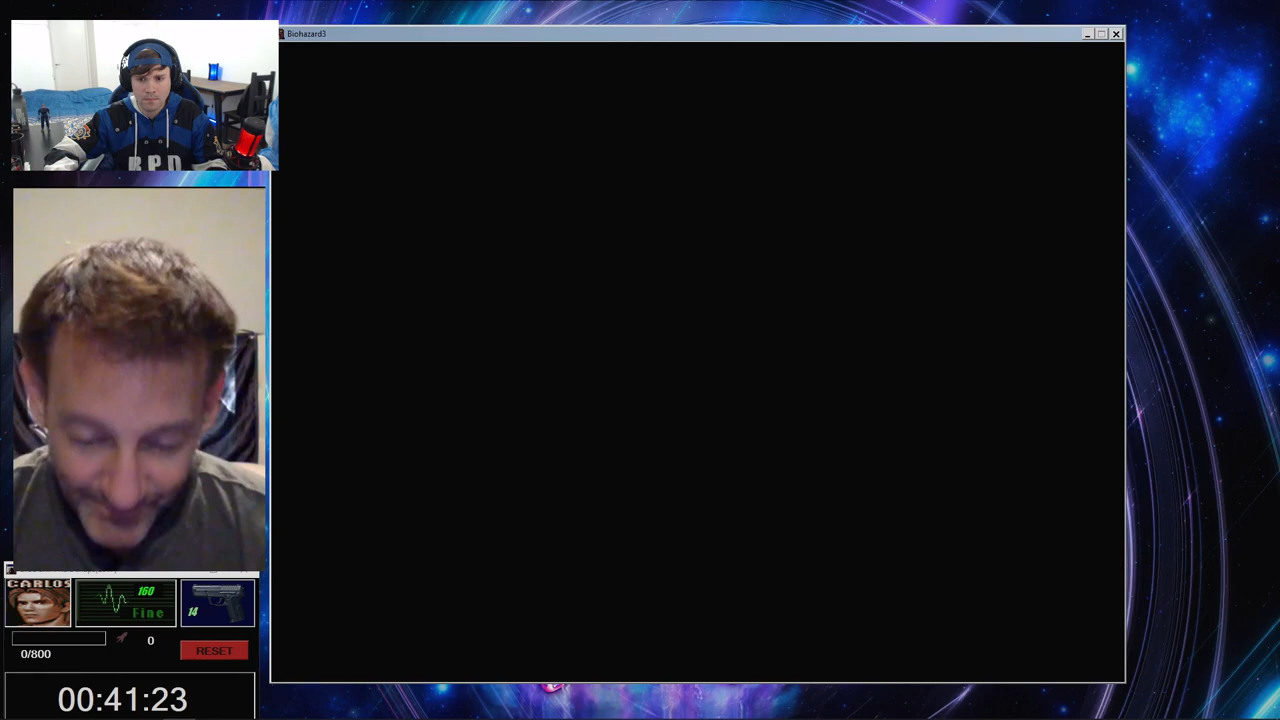 Biohazard3
RPD
CARLOS
160
Fine
14
0
RESET
0/800
00:41:23